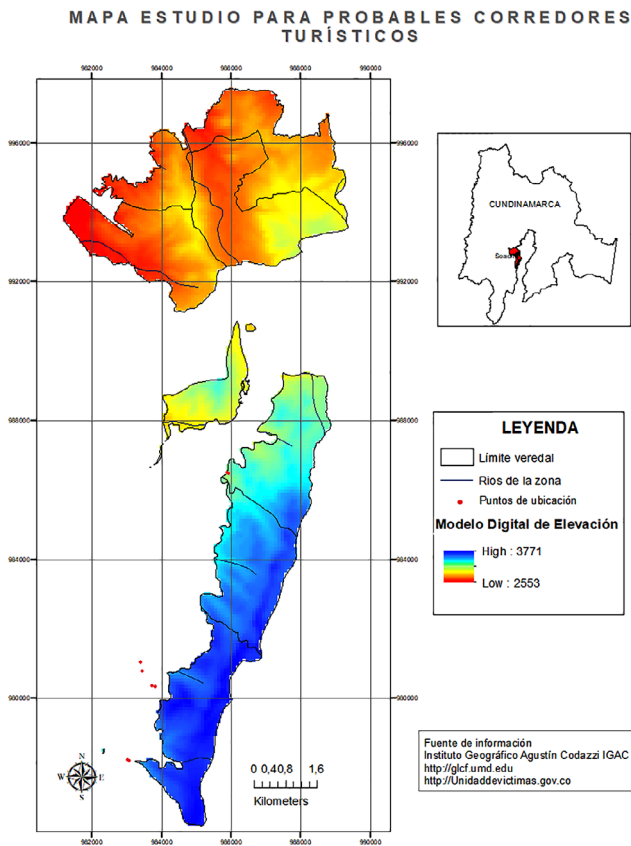 MAPA ESTUDIO PARA PROBABLES CORREDORES
TURÍSTICOS
982000
984000
986000
988000
990000
996000
996000
992000
992000
988000
988000
984000
984000
980000
980000
982000
984000
986000
988000
990000
N
W
E
S
0 0,40,8 1,6
Kilometers
CUNDINAMARCA
LEYENDA
Límite veredal
Rios de la zona
Puntos de ubicación
Modelo Digital de Elevación
High : 3771
Low : 2553
Fuente de información
Instituto Geográfico Agustín Codazzi IGAC
http://glcf.umd.edu
http://Unidaddevictimas.gov.co